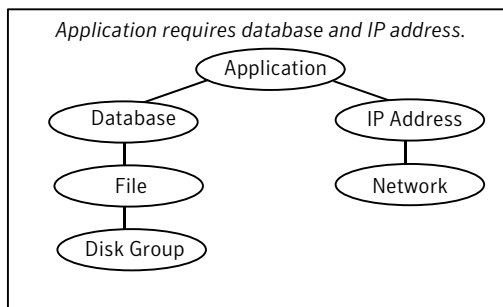 Application requires database and IP address.
Application
Database
IP Address
File
Network
Disk Group